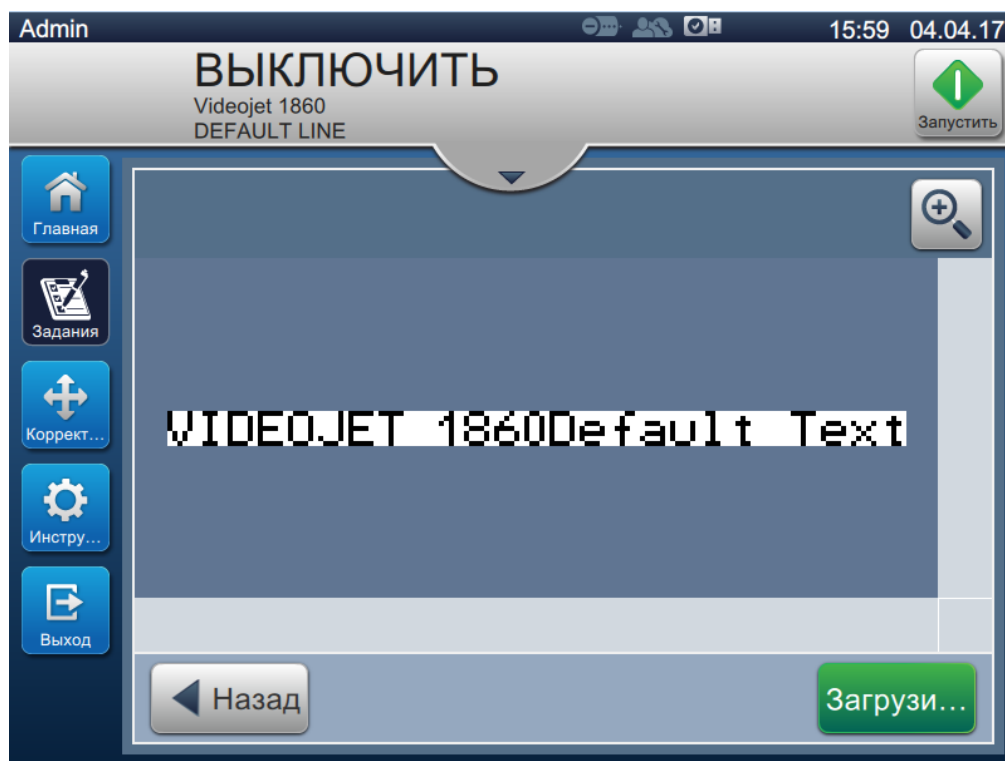 Admin 15:59 04.04.17
ВЫКЛЮЧИТЬ
Videojet 1860
DEFAULT LINE
Запустить
Главная
Задания
Коррект...
VIDEOJET 1860Default Text
Инстру...
Выход
Назад
Загрузи...